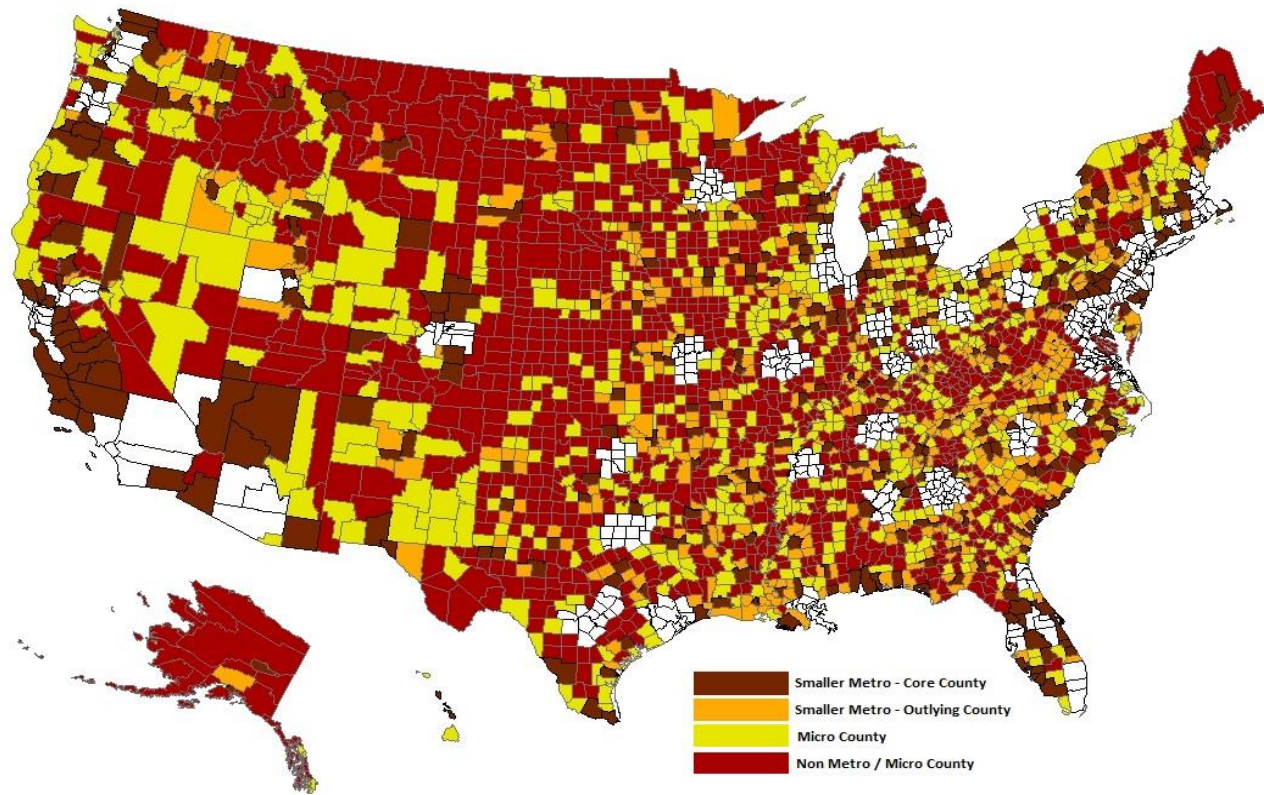 Smaller Metro - Core County
Smaller Metro - Outlying County
Micro County
Non Metro / Micro County